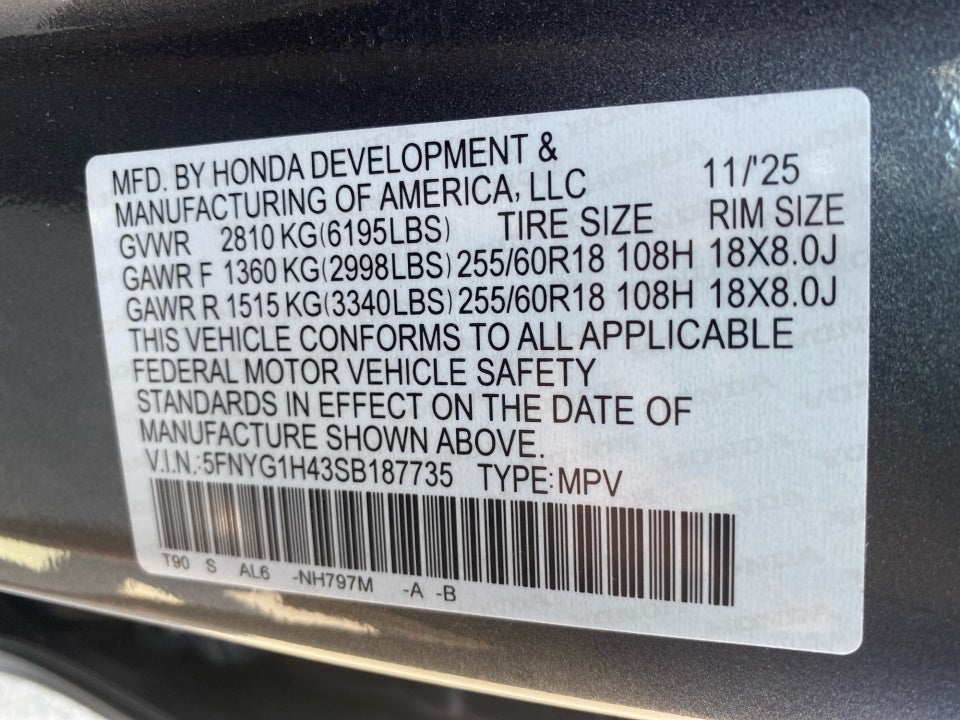 MFD. BY HONDA DEVELOPMENT &
MANUFACTURING OF AMERICA, LLC 11/'25
GVWR 2810 KG(6195LBS) TIRE SIZE RIM SIZE
GAWR F 1360 KG(2998LBS) 255/60R18 108H 18X8.0J
GAWR R 1515 KG(3340LBS) 255/60R18 108H 18X8.0J
THIS VEHICLE CONFORMS TO ALL APPLICABLE
FEDERAL MOTOR VEHICLE SAFETY
STANDARDS IN EFFECT ON THE DATE OF
MANUFACTURE SHOWN ABOVE.
V.I.N.:5FNYG1H43SB187735 TYPE:MPV
T90 S AL6 -NH797M -A -B